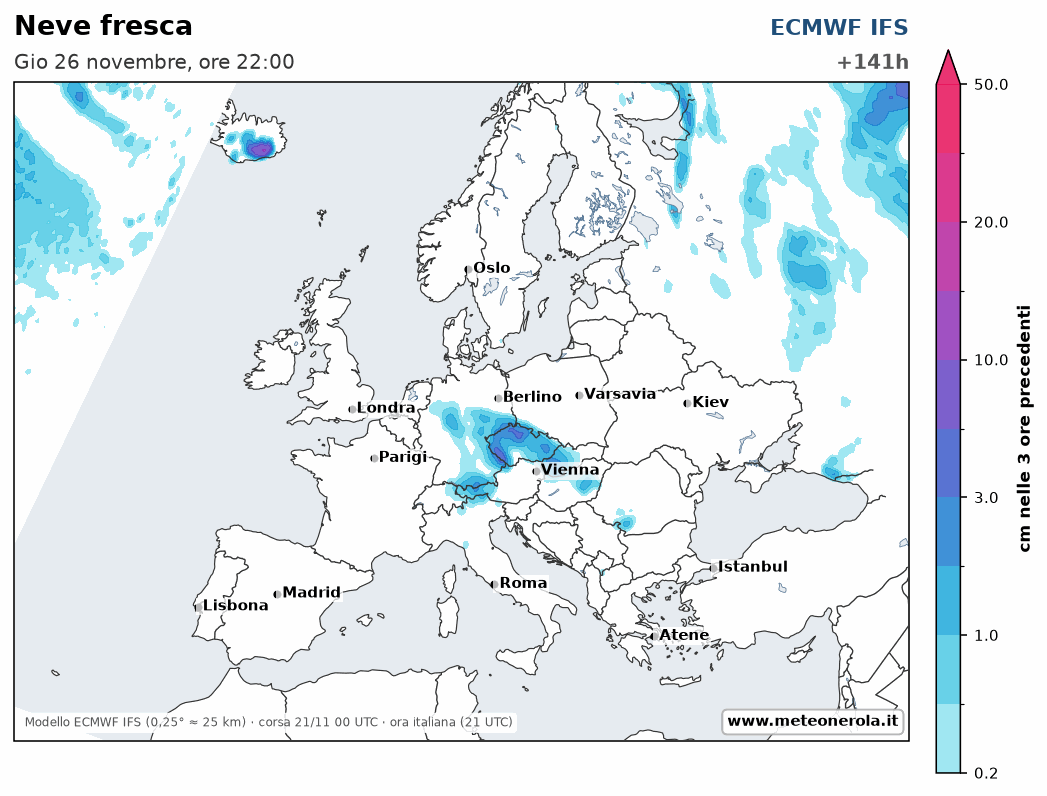 Neve fresca
ECMWF IFS
Gio 26 novembre, ore 22:00
+141h
50.0
20.0
10.0
3.0
1.0
0.2
cm nelle 3 ore precedenti
Oslo
Berlino
Varsavia
Kiev
Londra
Parigi
Vienna
Istanbul
Roma
Madrid
Lisbona
Atene
Modello ECMWF IFS (0,25° ≈ 25 km) · corsa 21/11 00 UTC · ora italiana (21 UTC)
www.meteonerola.it